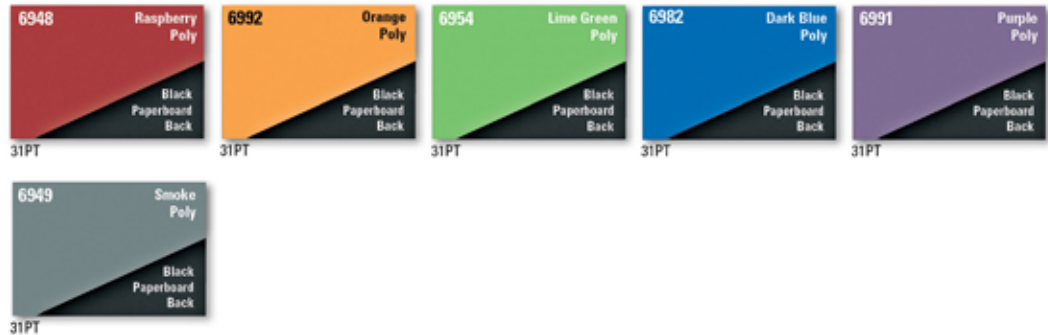 6948 Raspberry
Poly
Black
Paperboard
Back
31PT
6992 Orange
Poly
Black
Paperboard
Back
31PT
6954 Lime Green
Poly
Black
Paperboard
Back
31PT
6982 Dark Blue
Poly
Black
Paperboard
Back
31PT
6991 Purple
Poly
Black
Paperboard
Back
31PT
6949 Smoke
Poly
Black
Paperboard
Back
31PT